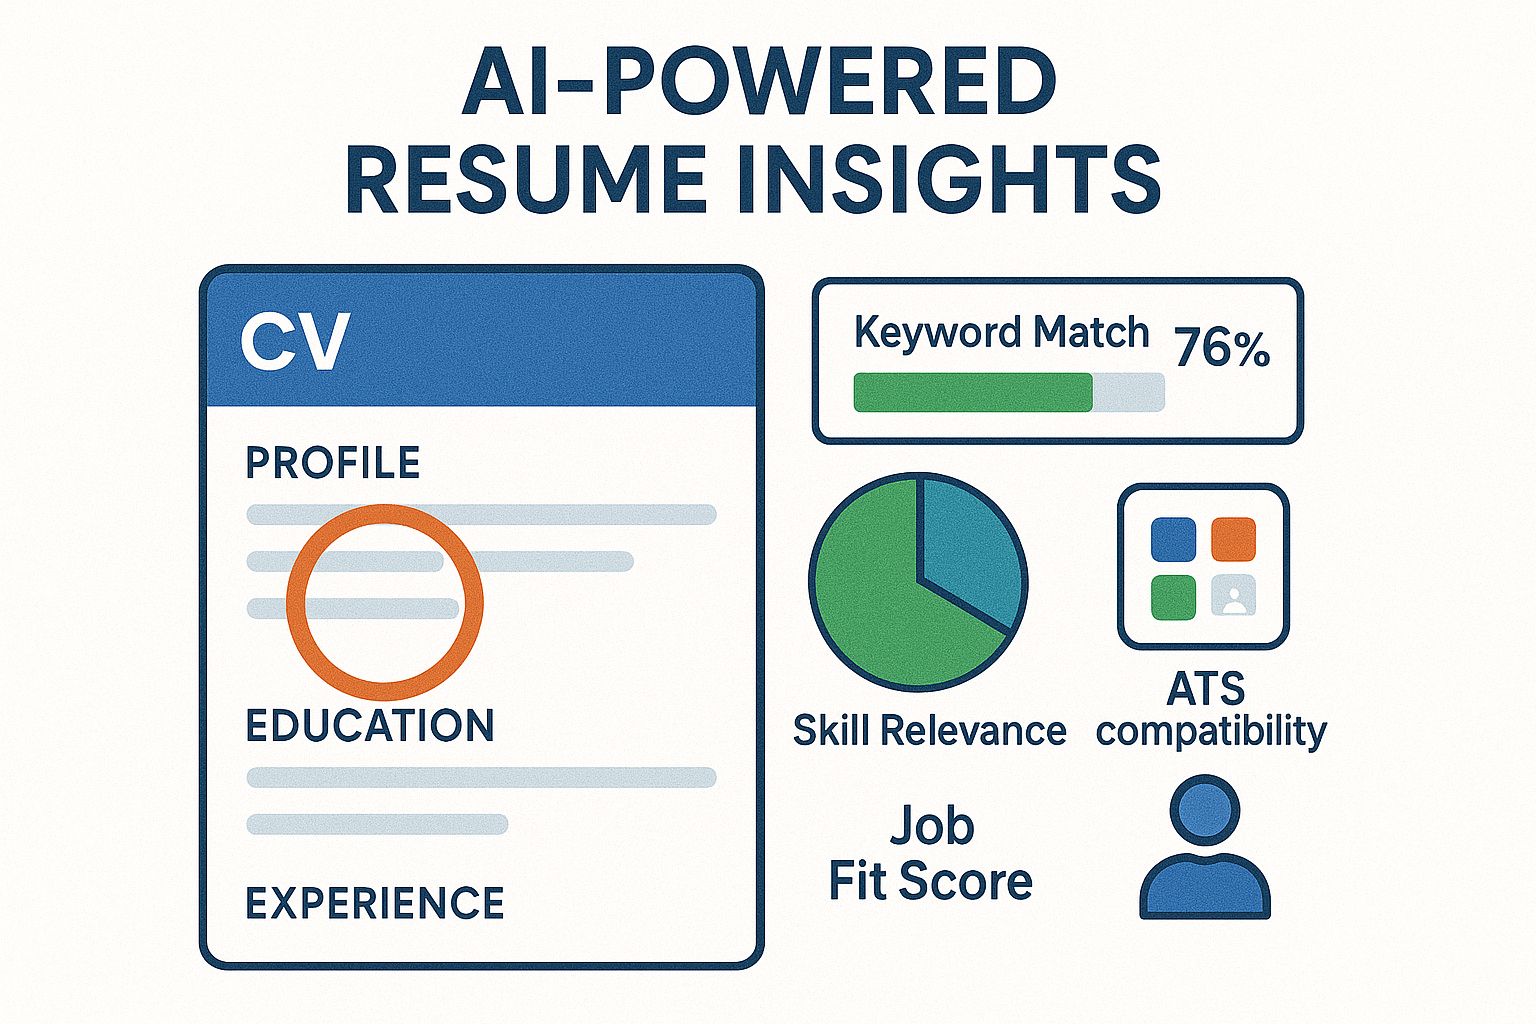 AI-POWERED
RESUME INSIGHTS
CV
PROFILE
EDUCATION
EXPERIENCE
Keyword Match 76%
Skill Relevance
ATS
compatibility
Job
Fit Score